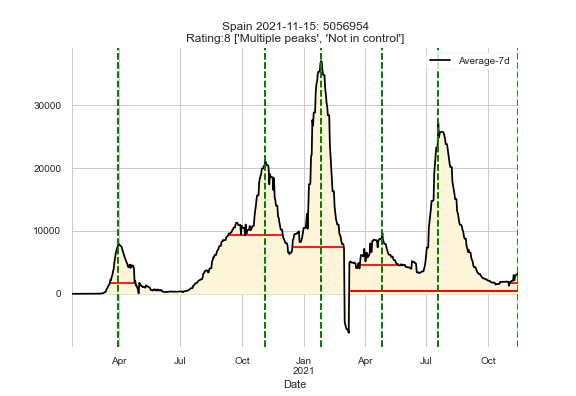 Spain 2021-11-15: 5056954
Rating:8 ['Multiple peaks', 'Not in control']
Average-7d
30000
20000
10000
0
Apr Jul Oct Jan Apr Jul Oct
2021
Date